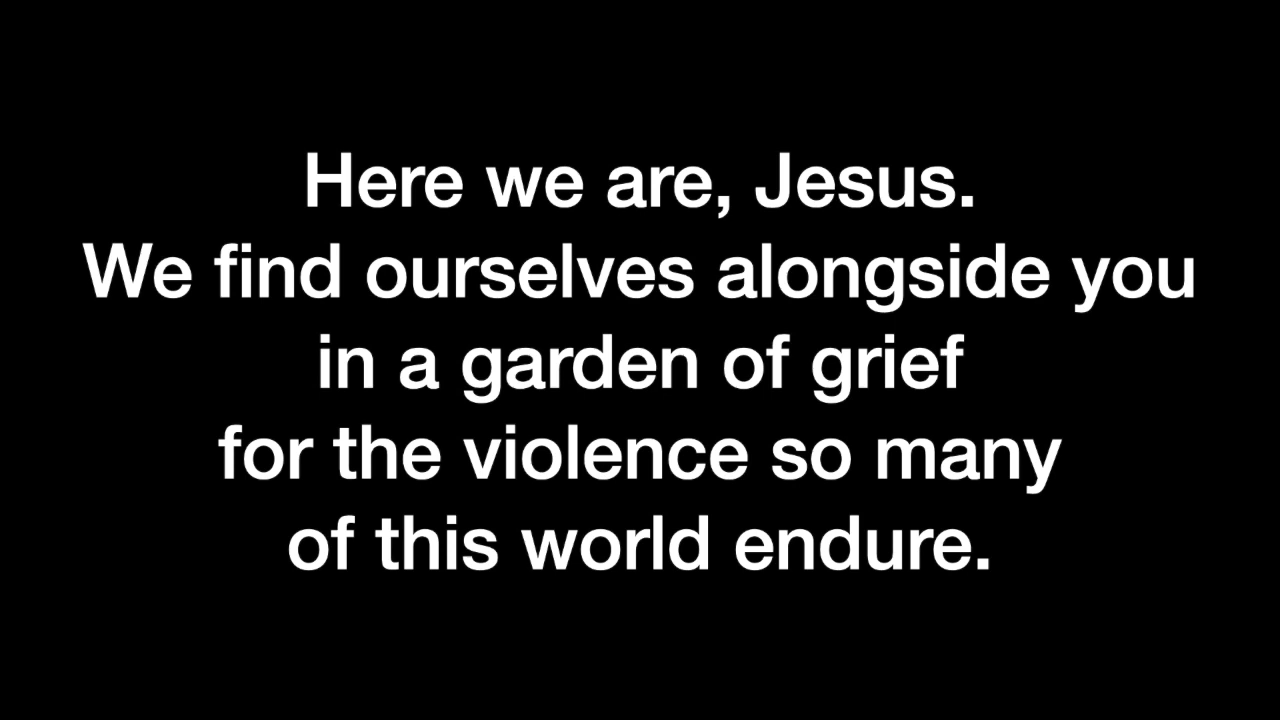 Here we are, Jesus.
We find ourselves alongside you
in a garden of grief
for the violence so many
of this world endure.